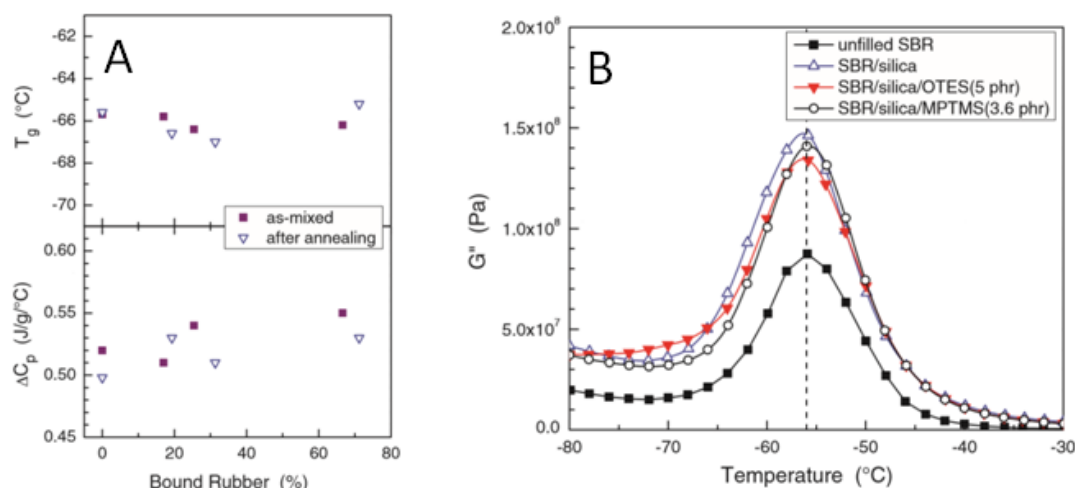 A
-62
-64
-66
-68
-70
Tg (°C)
as-mixed
after annealing
0.60
0.55
0.50
0.45
ΔCp (J/g/°C)
0 20 40 60 80
Bound Rubber (%)
B
unfilled SBR
SBR/silica
SBR/silica/OTES(5 phr)
SBR/silica/MPTMS(3.6 phr)
2.0x10⁸
1.5x10⁸
1.0x10⁸
5.0x10⁷
0.0
G" (Pa)
-80 -70 -60 -50 -40 -30
Temperature (°C)